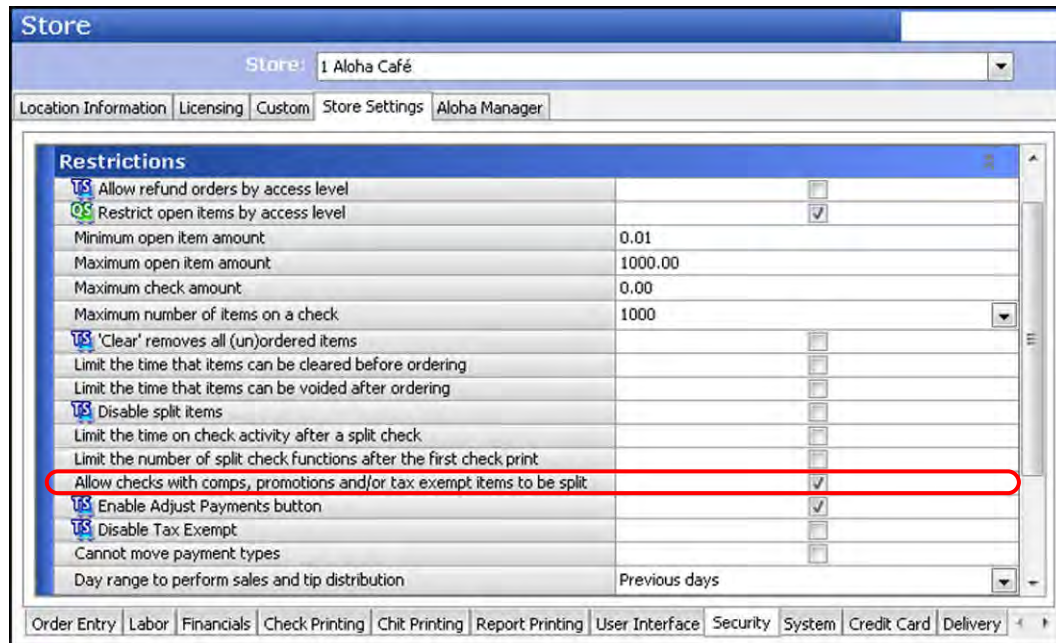 Store
Store: 1 Aloha Café
Location Information Licensing Custom Store Settings Aloha Manager
Restrictions
TS Allow refund orders by access level
QS Restrict open items by access level
Minimum open item amount 0.01
Maximum open item amount 1000.00
Maximum check amount 0.00
Maximum number of items on a check 1000
TS 'Clear' removes all (un)ordered items
Limit the time that items can be cleared before ordering
Limit the time that items can be voided after ordering
TS Disable split items
Limit the time on check activity after a split check
Limit the number of split check functions after the first check print
Allow checks with comps, promotions and/or tax exempt items to be split
TS Enable Adjust Payments button
TS Disable Tax Exempt
Cannot move payment types
Day range to perform sales and tip distribution Previous days
Order Entry Labor Financials Check Printing Chit Printing Report Printing User Interface Security System Credit Card Delivery